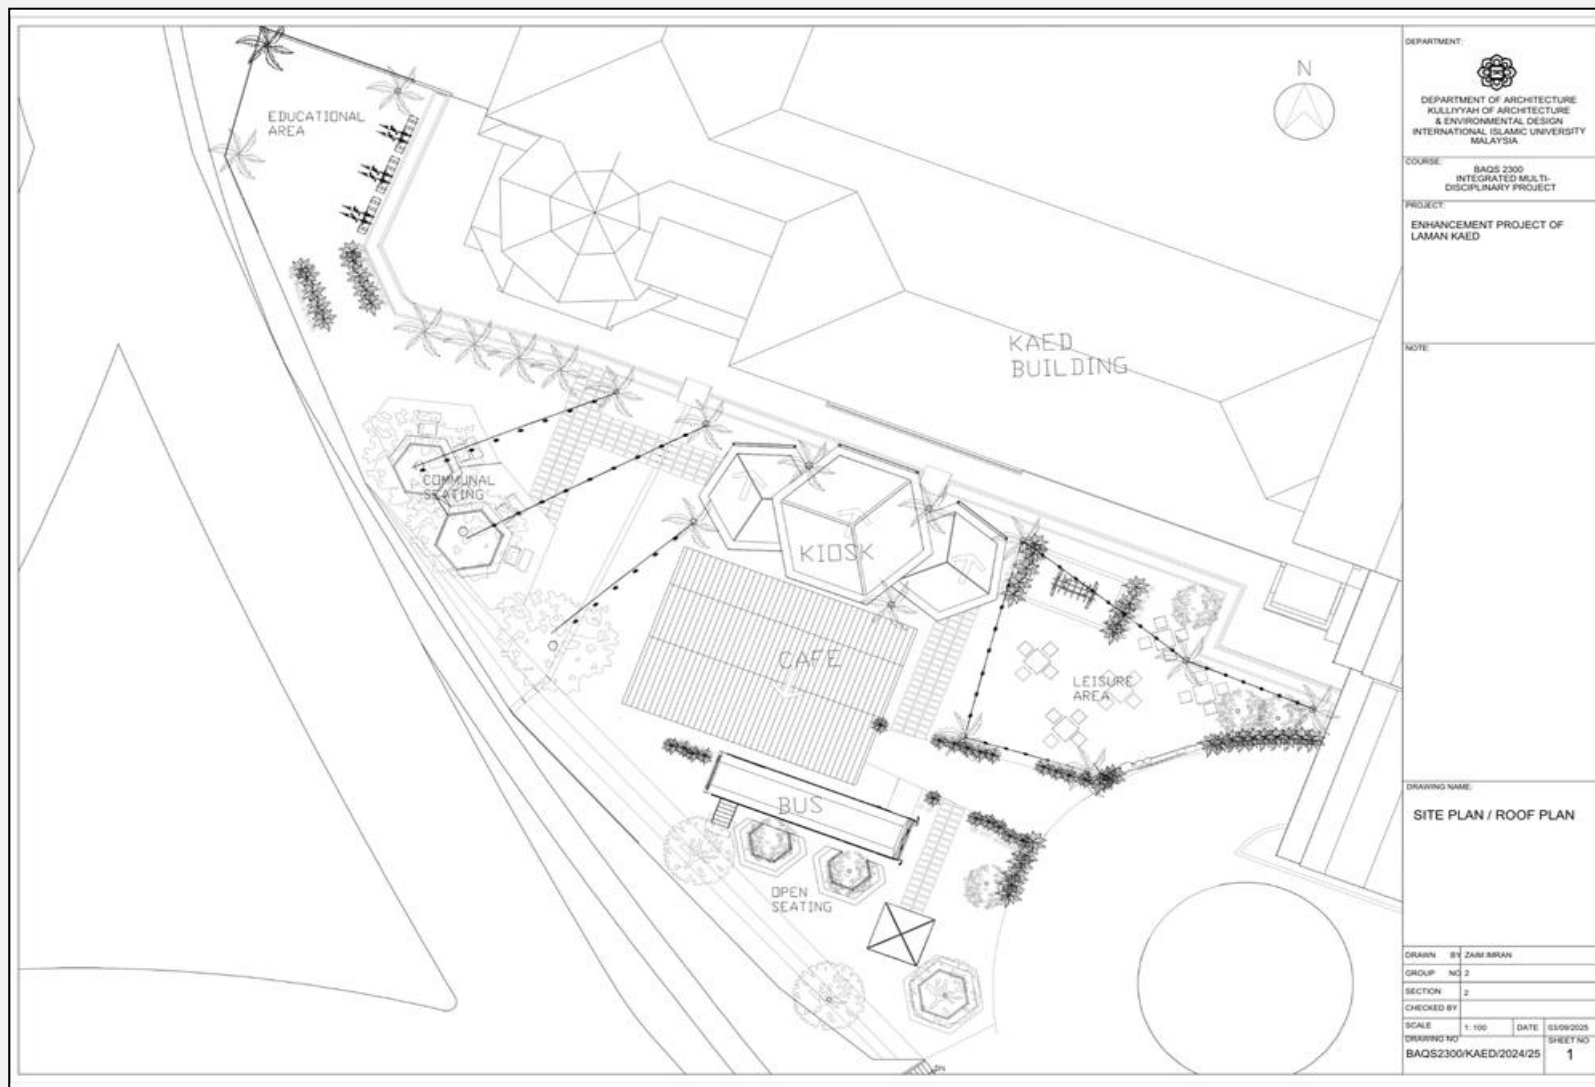 EDUCATIONAL
AREA
N
KAED
BUILDING
COMMUNAL
SEATING
KIOSK
CAFE
LEISURE
AREA
BUS
OPEN
SEATING
DN
DEPARTMENT:
DEPARTMENT OF ARCHITECTURE
KULLIYYAH OF ARCHITECTURE
& ENVIRONMENTAL DESIGN
INTERNATIONAL ISLAMIC UNIVERSITY
MALAYSIA
COURSE:
BAQS 2300
INTEGRATED MULTI-
DISCIPLINARY PROJECT
PROJECT:
ENHANCEMENT PROJECT OF
LAMAN KAED
NOTE:
DRAWING NAME:
SITE PLAN / ROOF PLAN
DRAWN BY ZAIM IMRAN
GROUP NO 2
SECTION 2
CHECKED BY
SCALE 1: 100 DATE 03/09/2025
DRAWING NO SHEET NO
BAQS2300/KAED/2024/25 1